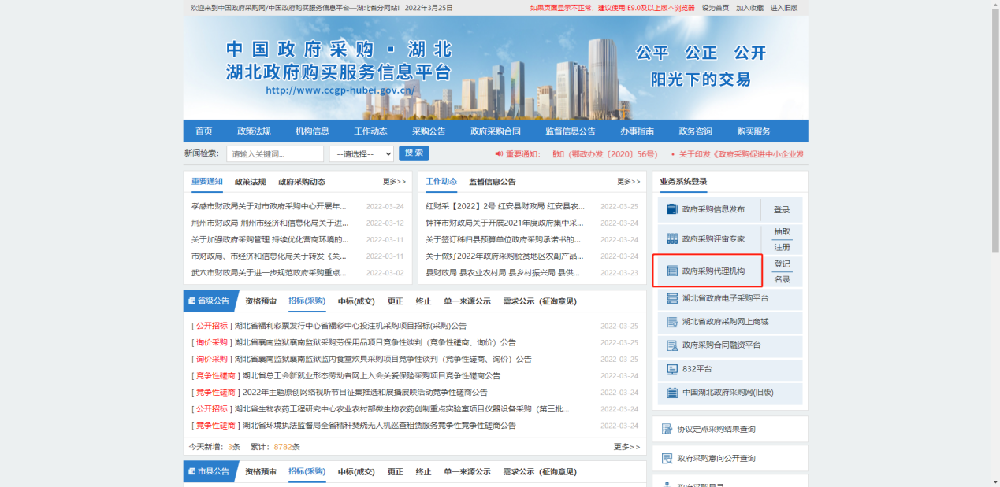 欢迎来到中国政府采购网/中国政府购买服务信息平台—湖北省分网站! 2022年3月25日
如果页面显示不正常，建议使用IE9.0及以上版本浏览器 设为首页 加入收藏 进入旧版
中国政府采购·湖北
湖北政府购买服务信息平台
http://www.ccgp-hubei.gov.cn/
公平 公正 公开
阳光下的交易
首页 政策法规 机构信息 工作动态 采购公告 政府采购合同 监督信息公告 办事指南 政务咨询 购买服务
新闻检索： 请输入关键词... --请选择-- 搜 索
重要通知： 通知（鄂政办发〔2020〕56号） • 关于印发《政府采购促进中小企业发
重要通知 政策法规 政府采购动态 更多>>
孝感市财政局关于对市政府采购中心开展年... 2022-03-24
荆州市财政局 荆州市经济和信息化局关于进... 2022-03-12
关于加强政府采购管理 持续优化营商环境的... 2022-03-11
市财政局、市经济和信息化局关于转发《关... 2022-03-11
武穴市财政局关于进一步规范政府采购重点... 2022-03-02
工作动态 监督信息公告 更多>>
红财采【2022】2号 红安县财政局 红安县农... 2022-03-25
钟祥市财政局关于开展2021年度政府集中采... 2022-03-24
关于签订秭归县预算单位政府采购承诺书的... 2022-03-24
关于做好2022年政府采购脱贫地区农副产品... 2022-03-24
县财政局 县农业农村局 县乡村振兴局 县供... 2022-03-23
省级公告 资格预审 招标(采购) 中标(成交) 更正 终止 单一来源公示 需求公示（征询意见)
[ 公开招标 ] 湖北省福利彩票发行中心省福彩中心投注机采购项目招标(采购)公告 2022-03-25
[ 询价采购 ] 湖北省襄南监狱襄南监狱采购劳保用品项目竞争性谈判（竞争性磋商、询价）公告 2022-03-25
[ 询价采购 ] 湖北省襄南监狱襄南监狱监内食堂炊具采购项目竞争性谈判（竞争性磋商、询价）公告 2022-03-25
[ 竞争性磋商 ] 湖北省总工会新就业形态劳动者网上入会关爱保险采购项目竞争性磋商公告 2022-03-24
[ 竞争性磋商 ] 2022年主题原创网络视听节目征集推选和展播展映活动竞争性磋商公告 2022-03-24
[ 公开招标 ] 湖北省生物农药工程研究中心农业农村部微生物农药创制重点实验室项目仪器设备采购（第三批... 2022-03-24
[ 竞争性磋商 ] 湖北省环境执法监督局全省秸秆焚烧无人机巡查租赁服务竞争性竞争性磋商公告 2022-03-24
今天新增：3条 累计：8782条 更多>>
市县公告 资格预审 招标(采购) 中标(成交) 更正 终止 单一来源公示 需求公示（征询意见)
业务系统登录
政府采购信息发布 登录
政府采购评审专家 抽取
注册
政府采购代理机构 登记
名录
湖北省政府电子采购平台
湖北省政府采购网上商城
政府采购合同融资平台
832平台
中国湖北政府采购网(旧版)
协议定点采购结果查询
政府采购意向公开查询
政府采购目录